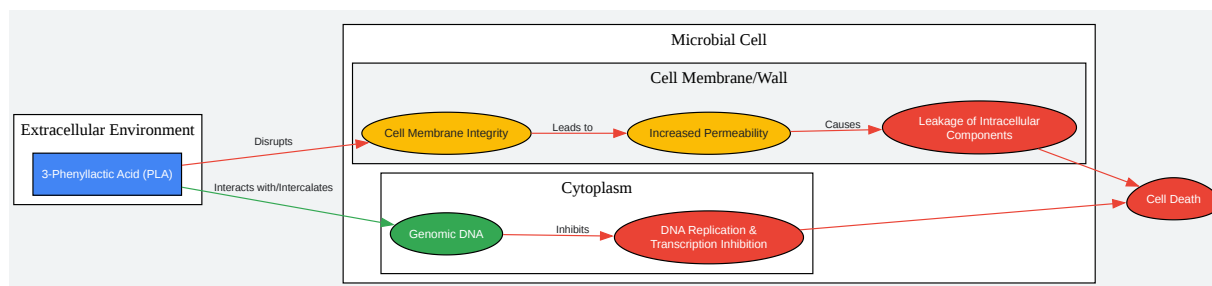 Microbial Cell
Cell Membrane/Wall
Extracellular Environment
3-Phenyllactic Acid (PLA)
Disrupts
Interacts with/Intercalates
Cell Membrane Integrity
Leads to
Increased Permeability
Causes
Leakage of Intracellular
Components
Cytoplasm
Genomic DNA
Inhibits
DNA Replication &
Transcription Inhibition
Cell Death